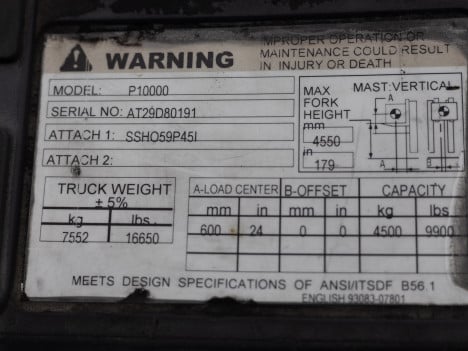 WARNING
IMPROPER OPERATION OR
MAINTENANCE COULD RESULT
IN INJURY OR DEATH
MODEL: P10000
SERIAL NO: AT29D80191
ATTACH 1: SSHO59P45I
ATTACH 2:
MAX
FORK
HEIGHT
mm
4550
in
179
MAST:VERTICAL
A
A
B
TRUCK WEIGHT
± 5%
kg lbs
7552 16650
A-LOAD CENTER B-OFFSET CAPACITY
mm in mm in kg lbs
600 24 0 0 4500 9900
MEETS DESIGN SPECIFICATIONS OF ANSI/ITSDF B56.1
ENGLISH 93083-07801